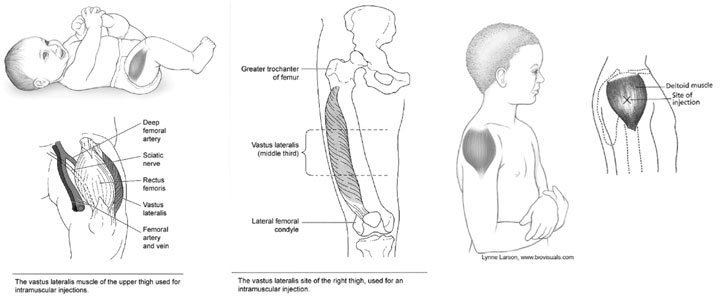 Deep
femoral
artery
Sciatic
nerve
Rectus
femoris
Vastus
lateralis
Femoral
artery
and vein
The vastus lateralis muscle of the upper thigh used for
intramuscular injections.
Greater trochanter
of femur
Vastus lateralis
(middle third)
Lateral femoral
condyle
The vastus lateralis site of the right thigh, used for an
intramuscular injection.
Lynne Larson, www.biovisuals.com
Deltoid muscle
Site of
injection